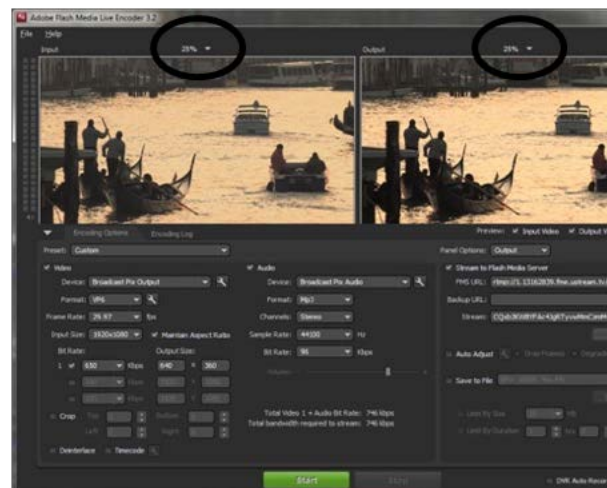 Adobe Flash Media Live Encoder 3.2
File Help
Input 25% Output 25%
Encoding Options Encoding Log
Preview: Input Video Output
Preset: Custom Panel Options: Output
Video Audio Stream to Flash Media Server
Device: Broadcast Pix Output Device: Broadcast Pix Audio FMS URL:
Format: VP6 Format: Mp3 Backup URL:
Frame Rate: 29.97 fps Channels: Stereo Stream:
Input Size: 1920x1080 Maintain Aspect Ratio Sample Rate: 44100 Hz
Bit Rate: Output Size: Bit Rate: 96 Kbps Auto Adjust Drop Frames
1 650 Kbps 640 X 360
Volume: Save to File
Crop Top Bottom Limit By Size MB
Left Right Limit By Duration
Total Video 1 + Audio Bit Rate: 746 Kbps
Total bandwidth required to stream: 746 Kbps
Deinterlace Timecode
Start Stop DVR Auto Recor